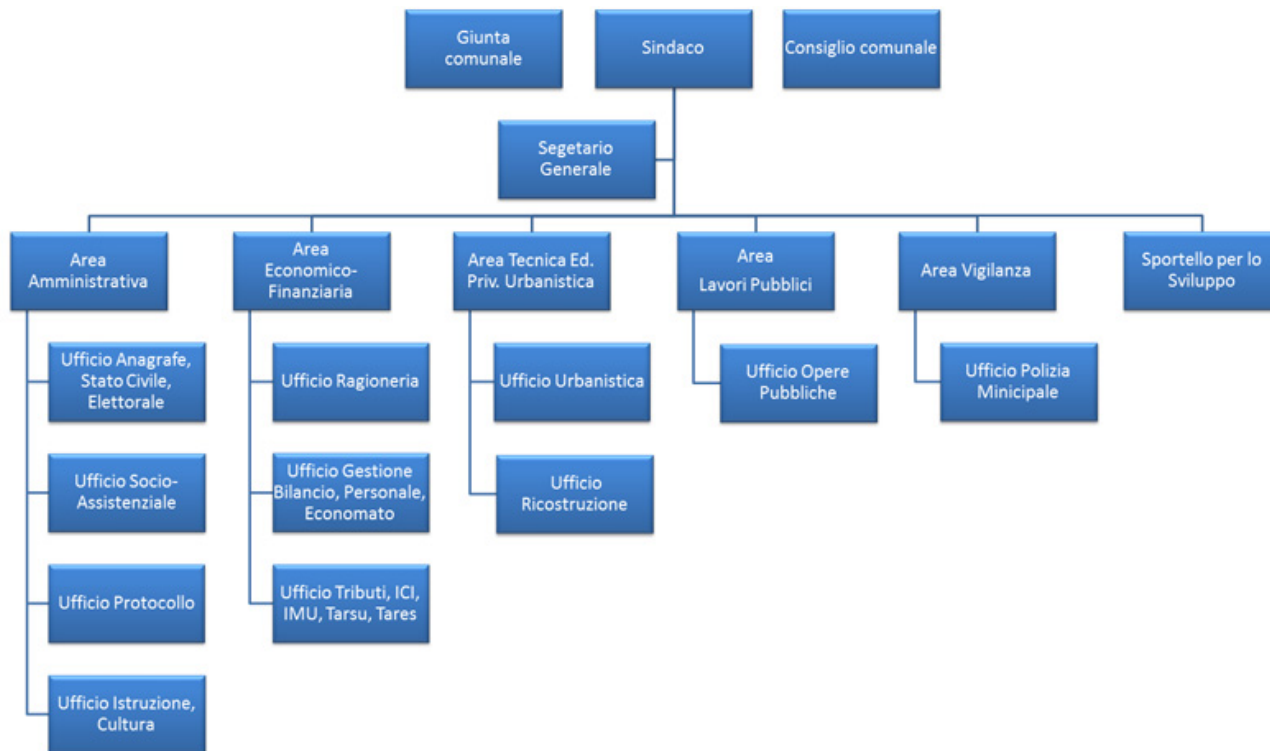 Giunta
comunale
Sindaco
Consiglio comunale
Segetario
Generale
Area
Amministrativa
Area
Economico-
Finanziaria
Area Tecnica Ed.
Priv. Urbanistica
Area
Lavori Pubblici
Area Vigilanza
Sportello per lo
Sviluppo
Ufficio Anagrafe,
Stato Civile,
Elettorale
Ufficio Ragioneria
Ufficio Urbanistica
Ufficio Opere
Pubbliche
Ufficio Polizia
Minicipale
Ufficio Socio-
Assistenziale
Ufficio Gestione
Bilancio, Personale,
Economato
Ufficio
Ricostruzione
Ufficio Protocollo
Ufficio Tributi, ICI,
IMU, Tarsu, Tares
Ufficio Istruzione,
Cultura